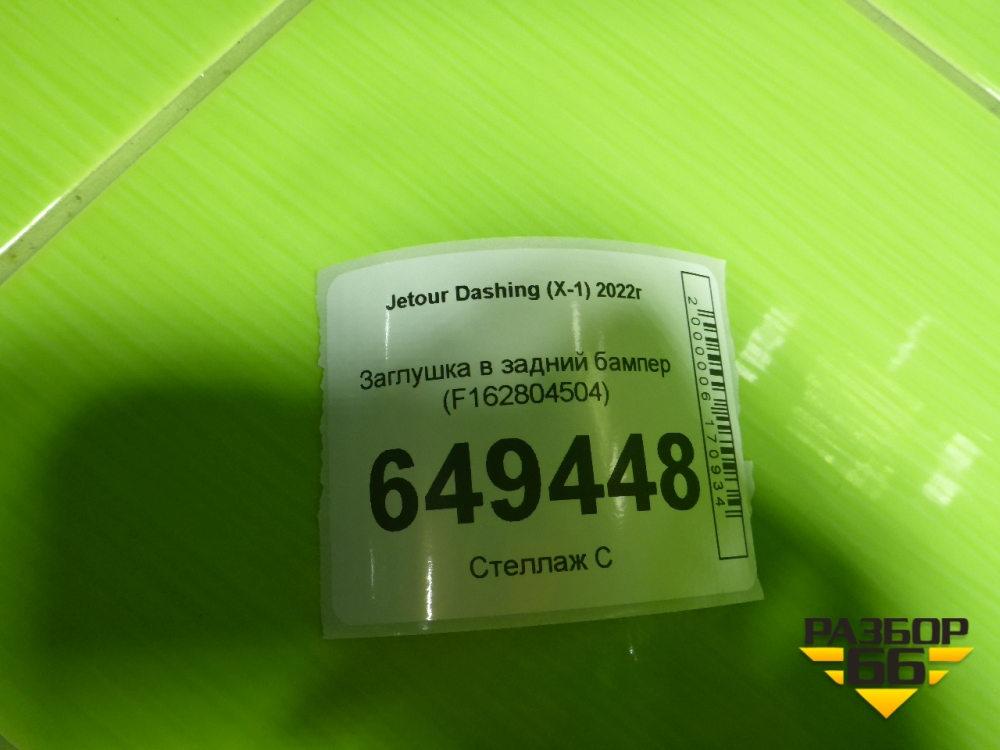 Jetour Dashing (X-1) 2022г
Заглушка в задний бампер
(F162804504)
649448
Стеллаж С
2000006170934
РАЗБОР
66